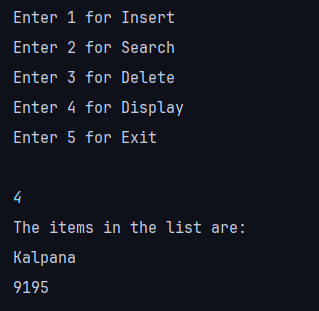 Enter 1 for Insert
Enter 2 for Search
Enter 3 for Delete
Enter 4 for Display
Enter 5 for Exit
4
The items in the list are:
Kalpana
9195